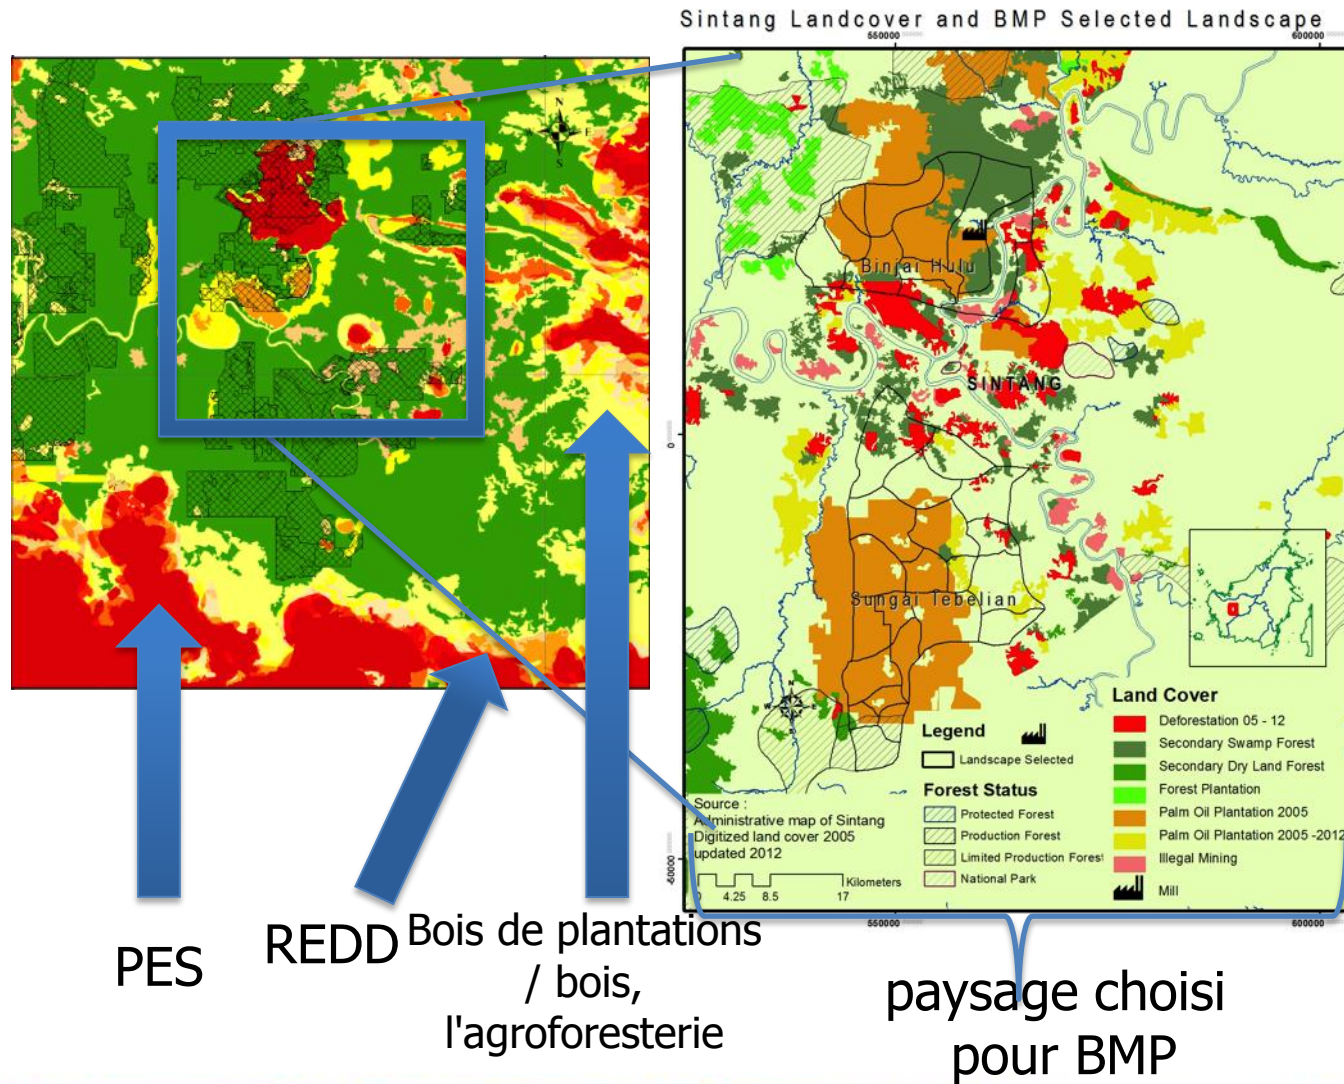 Sintang Landcover and BMP Selected Landscape
550000
600000
N
E
S
Binjai Hulu
SINTANG
0
Sungai Tebelian
N
W
E
S
Legend
Landscape Selected
Forest Status
Protected Forest
Production Forest
Limited Production Forest
National Park
Land Cover
Deforestation 05 - 12
Secondary Swamp Forest
Secondary Dry Land Forest
Forest Plantation
Palm Oil Plantation 2005
Palm Oil Plantation 2005 -2012
Illegal Mining
Mill
Source :
Administrative map of Sintang
Digitized land cover 2005
updated 2012
Kilometers
0 4.25 8.5 17
-50000
550000
600000
PES
REDD
Bois de plantations
/ bois,
l'agroforesterie
paysage choisi
pour BMP